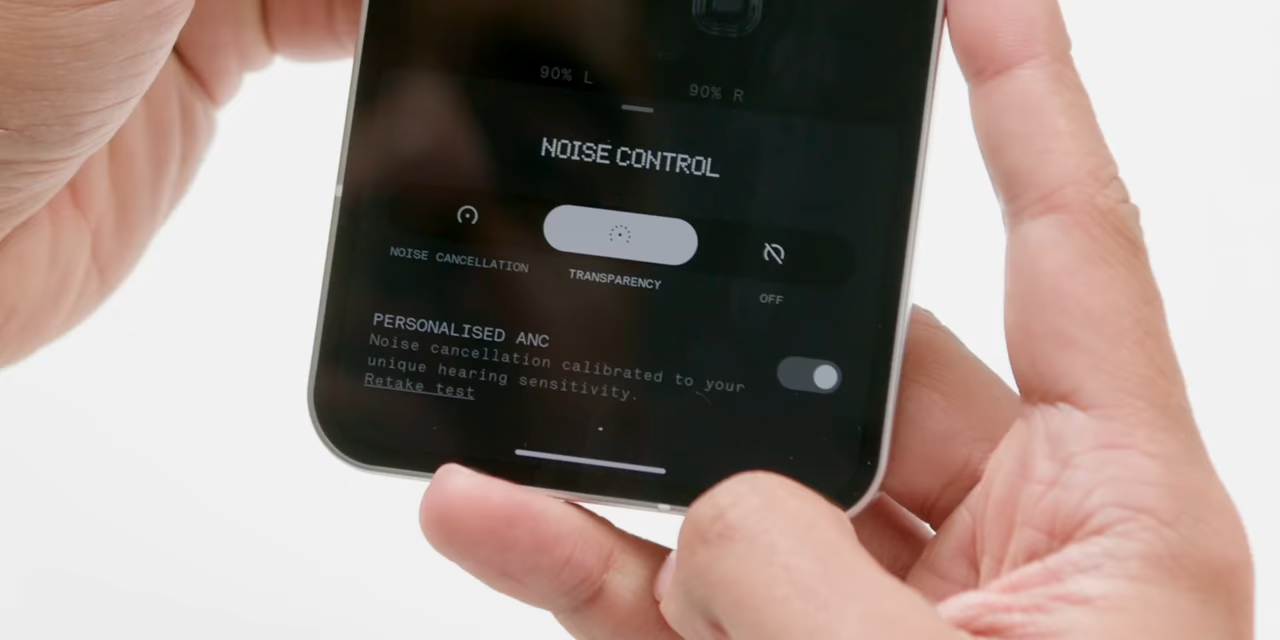 90% L
90% R
NOISE CONTROL
NOISE CANCELLATION
TRANSPARENCY
OFF
PERSONALISED ANC
Noise cancellation calibrated to your
unique hearing sensitivity.
Retake test